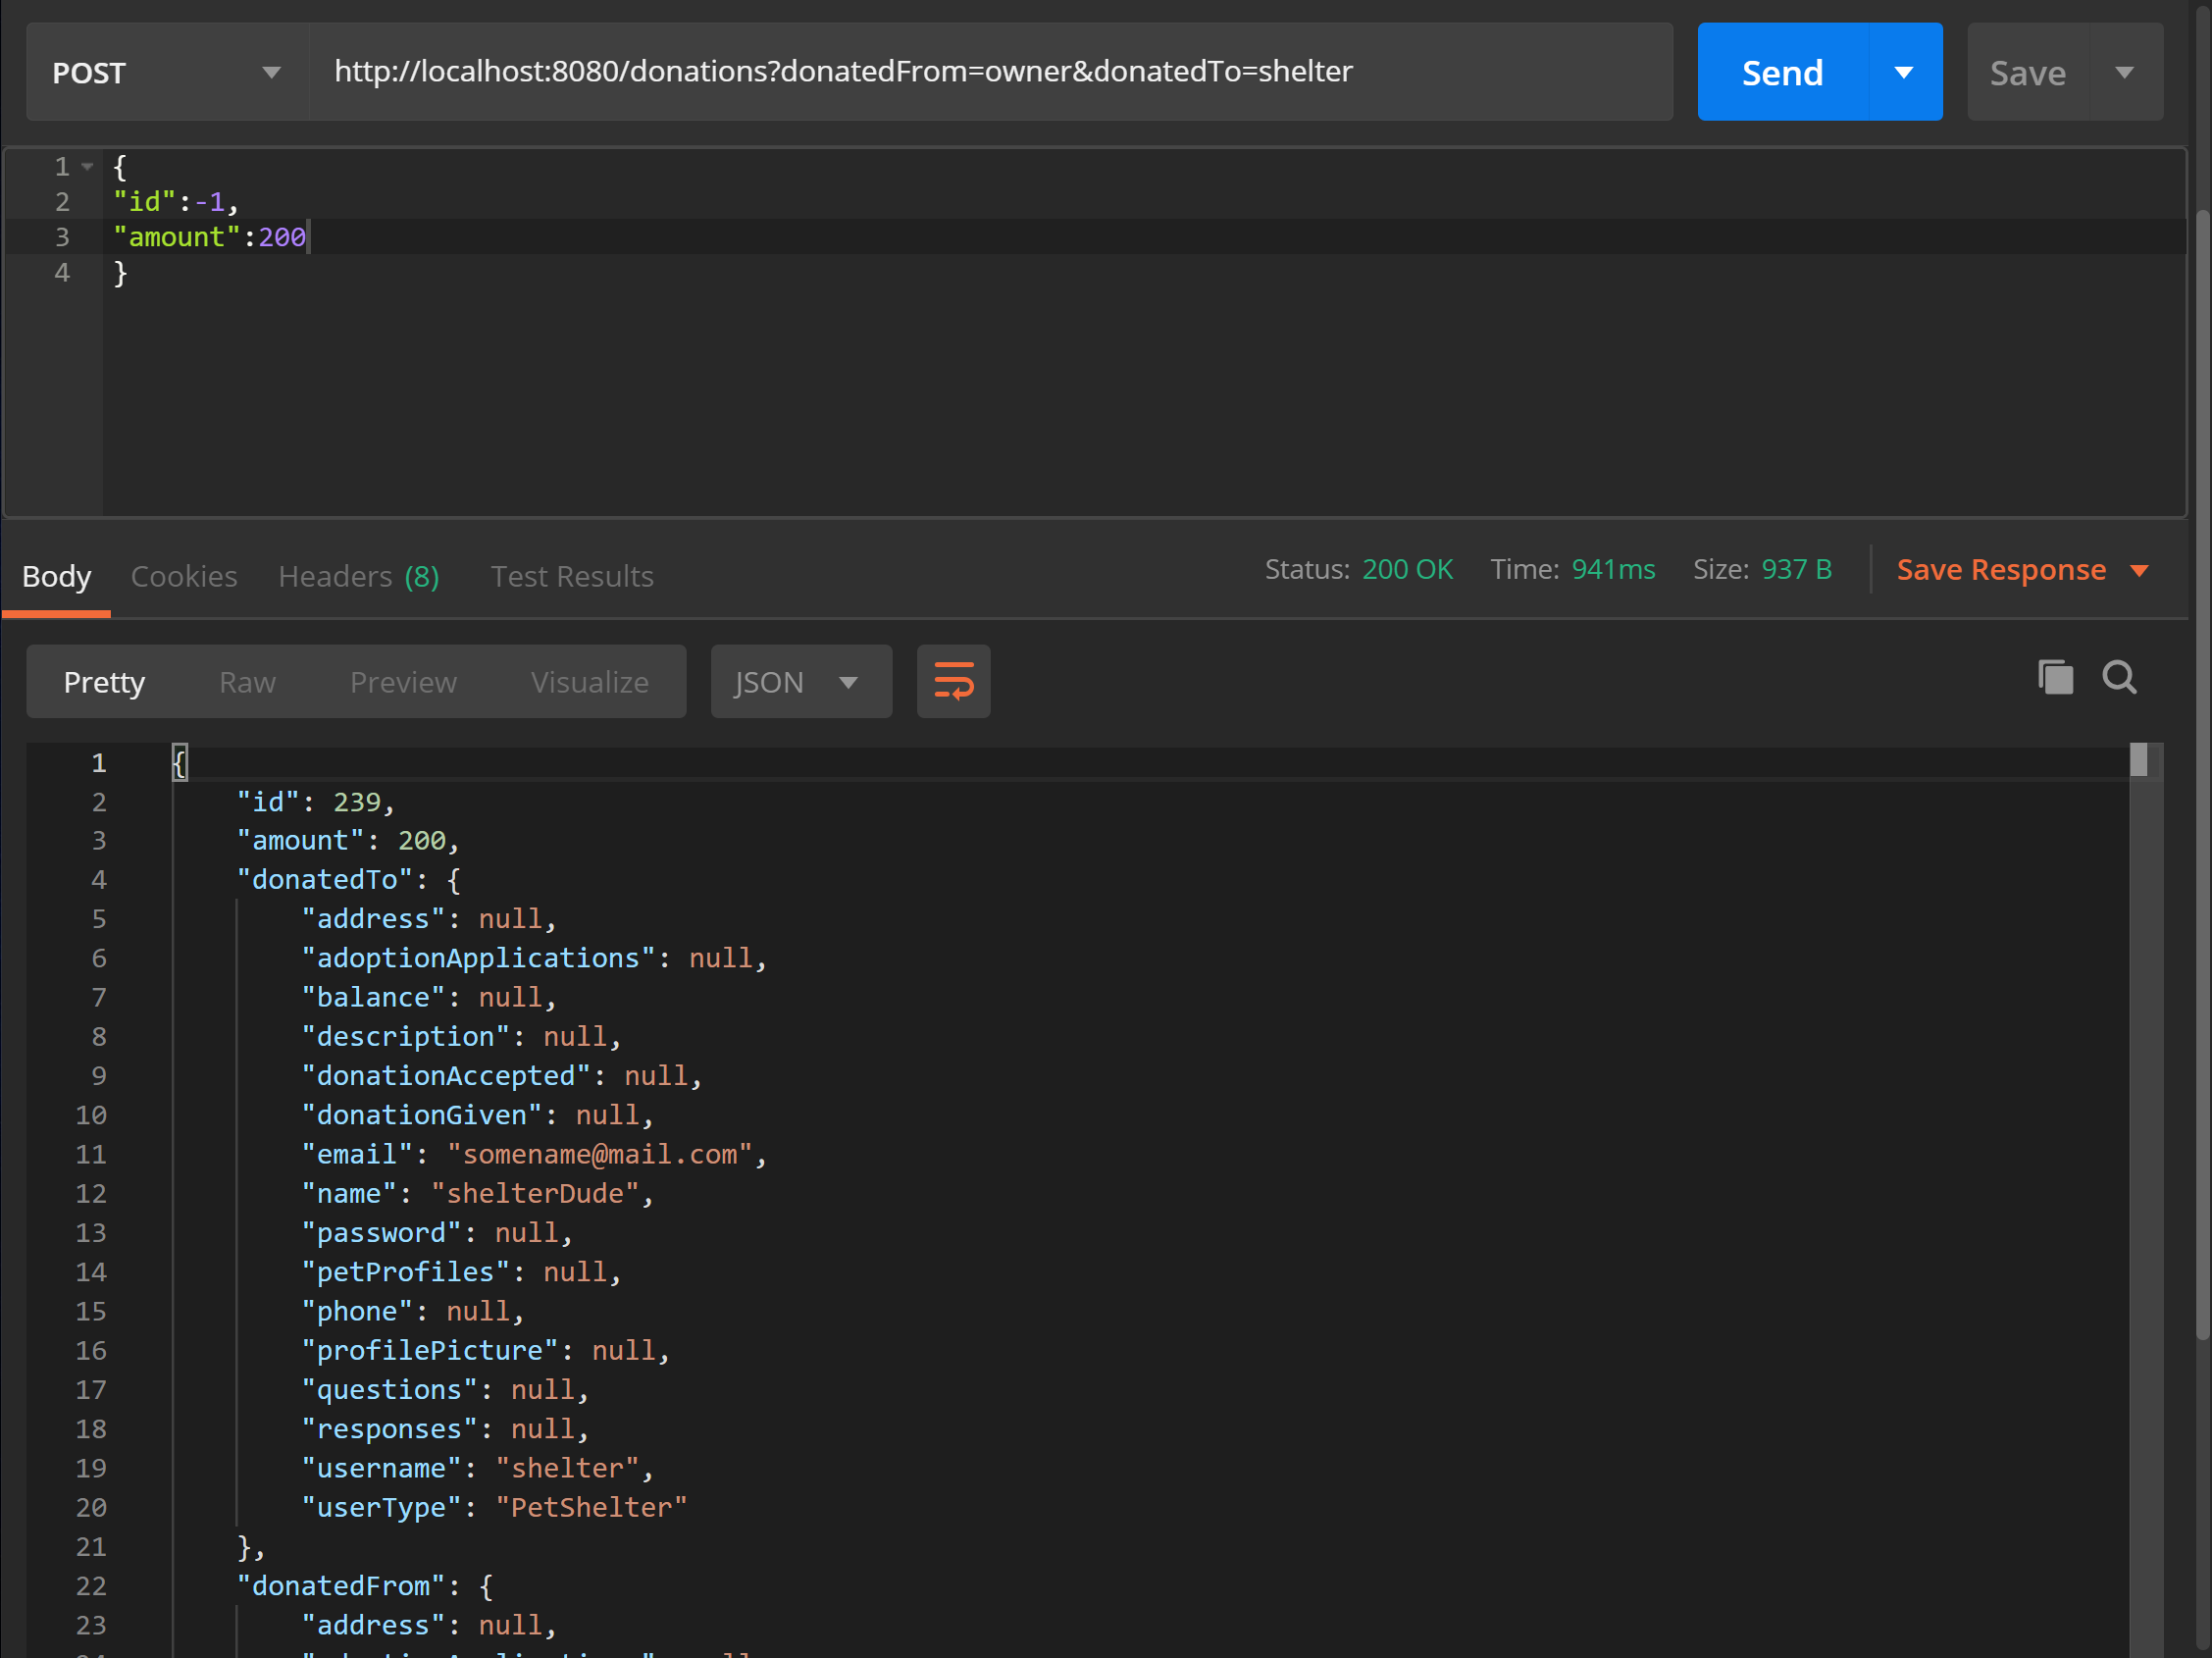 POST http://localhost:8080/donations?donatedFrom=owner&donatedTo=shelter Send Save
1 {
2 "id":-1,
3 "amount":200
4 }
Body Cookies Headers (8) Test Results Status: 200 OK Time: 941ms Size: 937 B Save Response
Pretty Raw Preview Visualize JSON
1 {
2 "id": 239,
3 "amount": 200,
4 "donatedTo": {
5 "address": null,
6 "adoptionApplications": null,
7 "balance": null,
8 "description": null,
9 "donationAccepted": null,
10 "donationGiven": null,
11 "email": "somename@mail.com",
12 "name": "shelterDude",
13 "password": null,
14 "petProfiles": null,
15 "phone": null,
16 "profilePicture": null,
17 "questions": null,
18 "responses": null,
19 "username": "shelter",
20 "userType": "PetShelter"
21 },
22 "donatedFrom": {
23 "address": null,